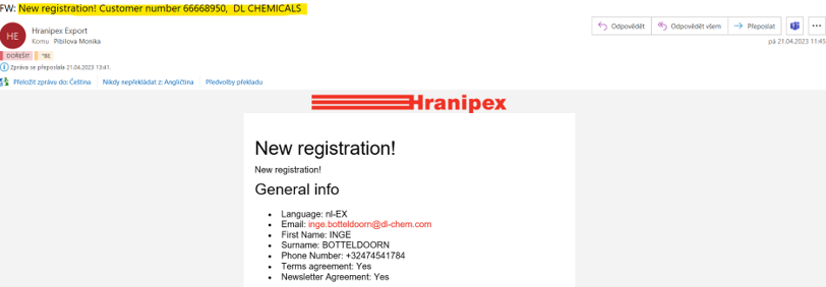 FW: New registration! Customer number 66668950, DL CHEMICALS
Odpovědět
Odpovědět všem
Přeposlat
HE
Hranipex Export
Komu Pibilova Monika
pá 21.04.2023 11:45
DOŘEŠIT *BE
Zpráva se přeposlala 21.04.2023 13:41.
Přeložit zprávu do: Čeština Nikdy nepřekládat z: Angličtina Předvolby překladu
Hranipex
New registration!
New registration!
General info
• Language: nl-EX
• Email: inge.botteldoorn@dl-chem.com
• First Name: INGE
• Surname: BOTTELDOORN
• Phone Number: +32474541784
• Terms agreement: Yes
• Newsletter Agreement: Yes